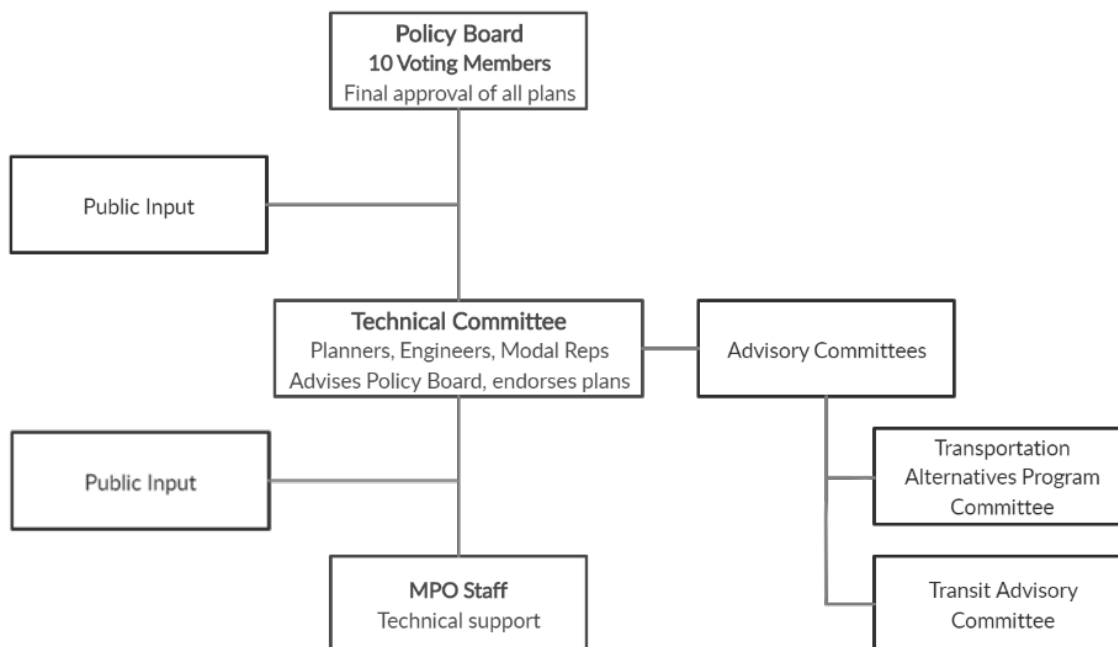 Policy Board
10 Voting Members
Final approval of all plans
Public Input
Technical Committee
Planners, Engineers, Modal Reps
Advises Policy Board, endorses plans
Advisory Committees
Public Input
Transportation
Alternatives Program
Committee
MPO Staff
Technical support
Transit Advisory
Committee